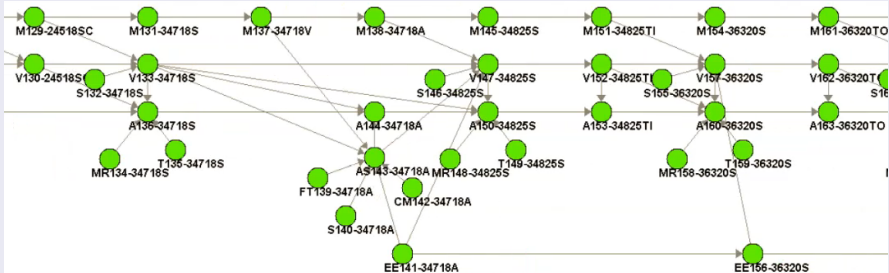 M129-24518SC M131-34718S M137-34718V M138-34718A M145-34825S M151-34825TI M154-36320S M161-36320TO
V130-24518S V133-34718S V147-34825S V152-34825TI V157-36320S V162-36320T
S132-34718S S146-34825S S155-36320S
A136-34718S A144-34718A A150-34825S A153-34825TI A160-36320S A163-36320TO
MR134-34718S T135-34718S AS143-34718A MR148-34825S T149-34825S MR158-36320S T159-36320S
FT139-34718A CM142-34718A
S140-34718A
EE141-34718A EE156-36320S